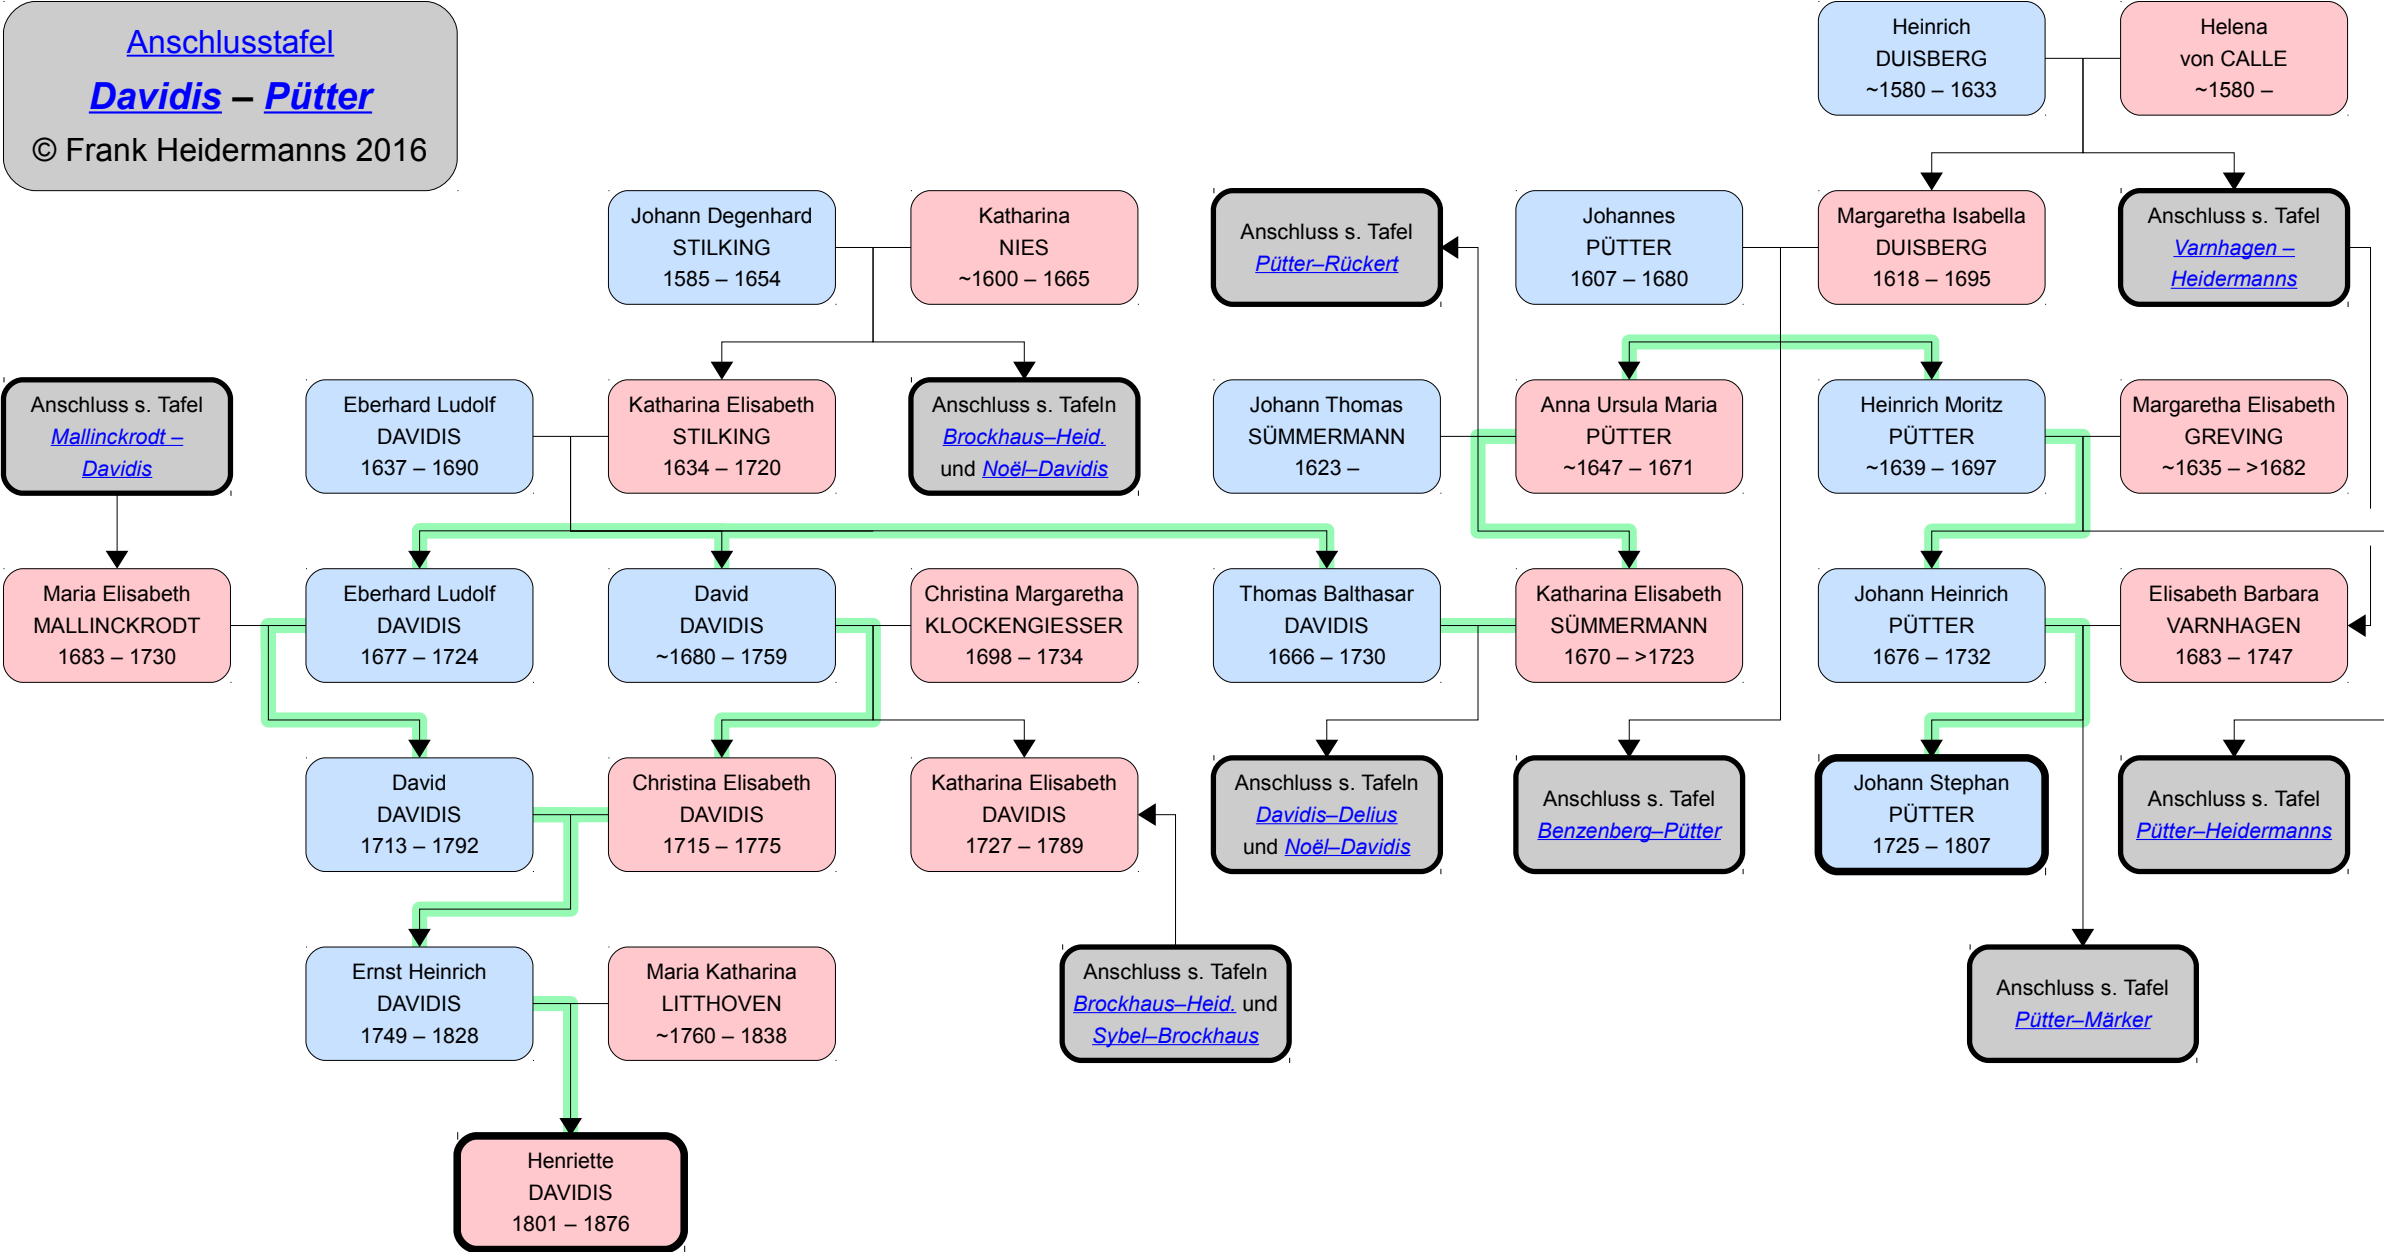 Anschlusstafel
Davidis – Pütter
© Frank Heidermanns 2016
Heinrich
DUISBERG
~1580 – 1633
Helena
von CALLE
~1580 –
Johann Degenhard
STILKING
1585 – 1654
Katharina
NIES
~1600 – 1665
Anschluss s. Tafel
Pütter–Rückert
Johannes
PÜTTER
1607 – 1680
Margaretha Isabella
DUISBERG
1618 – 1695
Anschluss s. Tafel
Varnhagen –
Heidermanns
Anschluss s. Tafel
Mallinckrodt –
Davidis
Eberhard Ludolf
DAVIDIS
1637 – 1690
Katharina Elisabeth
STILKING
1634 – 1720
Anschluss s. Tafeln
Brockhaus–Heid.
und Noël–Davidis
Johann Thomas
SÜMMERMANN
1623 –
Anna Ursula Maria
PÜTTER
~1647 – 1671
Heinrich Moritz
PÜTTER
~1639 – 1697
Margaretha Elisabeth
GREVING
~1635 – >1682
Maria Elisabeth
MALLINCKRODT
1683 – 1730
Eberhard Ludolf
DAVIDIS
1677 – 1724
David
DAVIDIS
~1680 – 1759
Christina Margaretha
KLOCKENGIESSER
1698 – 1734
Thomas Balthasar
DAVIDIS
1666 – 1730
Katharina Elisabeth
SÜMMERMANN
1670 – >1723
Johann Heinrich
PÜTTER
1676 – 1732
Elisabeth Barbara
VARNHAGEN
1683 – 1747
David
DAVIDIS
1713 – 1792
Christina Elisabeth
DAVIDIS
1715 – 1775
Katharina Elisabeth
DAVIDIS
1727 – 1789
Anschluss s. Tafeln
Davidis–Delius
und Noël–Davidis
Anschluss s. Tafel
Benzenberg–Pütter
Johann Stephan
PÜTTER
1725 – 1807
Anschluss s. Tafel
Pütter–Heidermanns
Ernst Heinrich
DAVIDIS
1749 – 1828
Maria Katharina
LITTHOVEN
~1760 – 1838
Anschluss s. Tafeln
Brockhaus–Heid. und
Sybel–Brockhaus
Anschluss s. Tafel
Pütter–Märker
Henriette
DAVIDIS
1801 – 1876